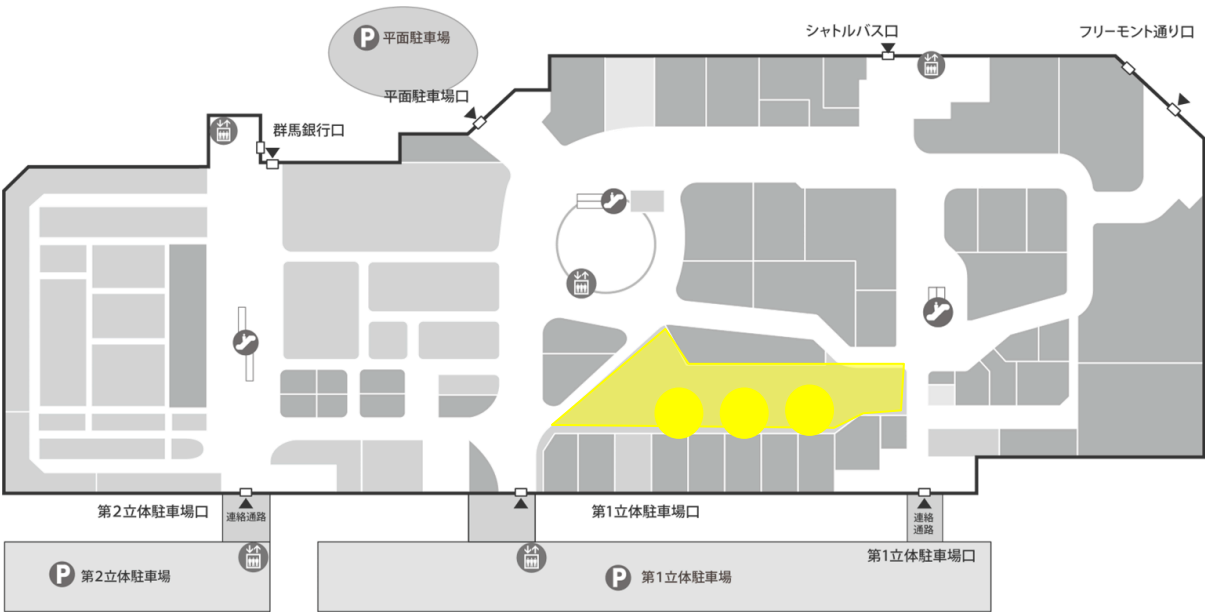 シャトルバス口
フリーモント通り口
P 平面駐車場
平面駐車場口
群馬銀行口
第2立体駐車場口
連絡通路
第1立体駐車場口
連絡
通路
第1立体駐車場口
P 第2立体駐車場
P 第1立体駐車場